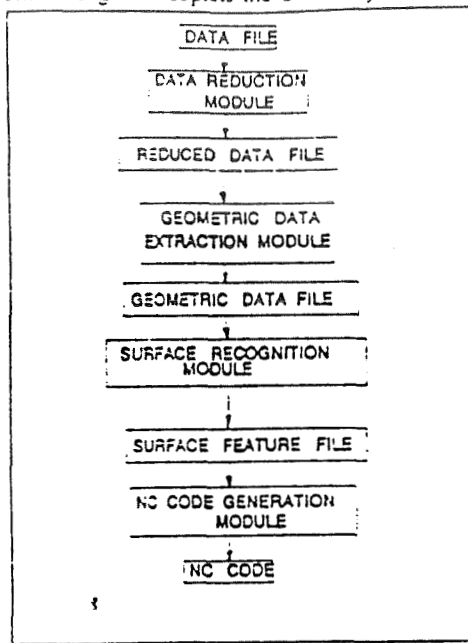 the
DATA FILE
DATA REDUCTION
MODULE
REDUCED DATA FILE
GEOMETRIC DATA
EXTRACTION MODULE
GEOMETRIC DATA FILE
SURFACE RECOGNITION
MODULE
SURFACE FEATURE FILE
NC CODE GENERATION
MODULE
NC CODE